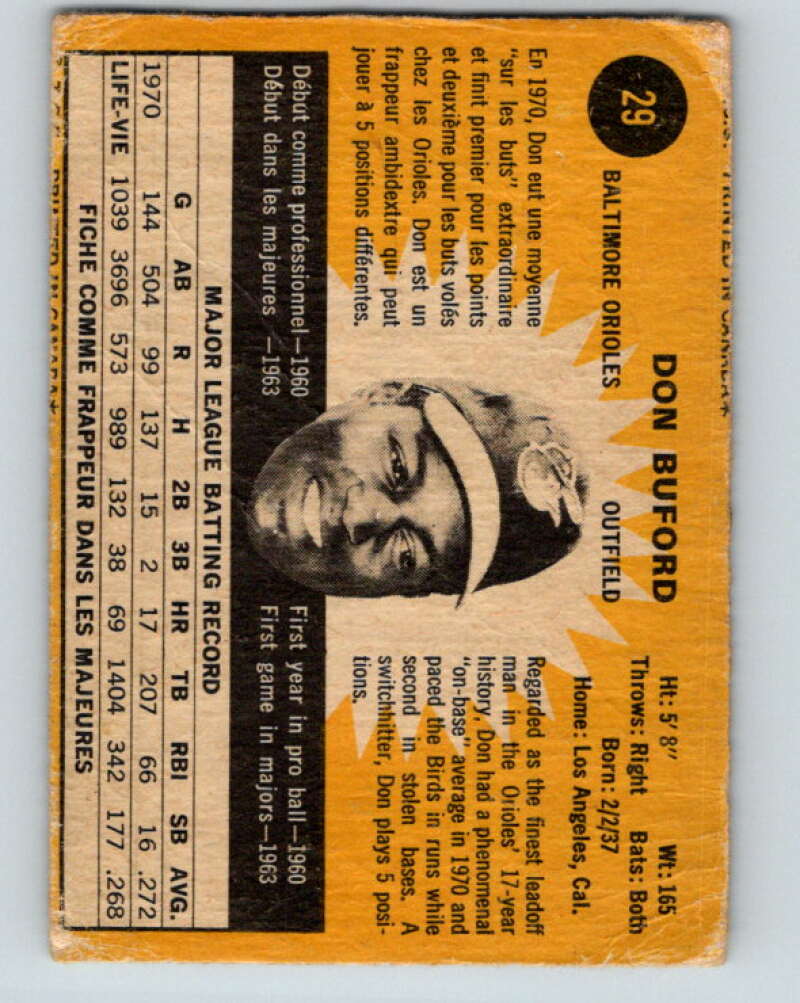 29
DON BUFORD
BALTIMORE ORIOLES OUTFIELD
Ht: 5' 8" Wt: 165
Throws: Right Bats: Both
Born: 2/2/37
Home: Los Angeles, Cal.
En 1970, Don eut une moyenne
"sur les buts" extraordinaire
et finit premier pour les points
et deuxième pour les buts volés
chez les Orioles. Don est un
frappeur ambidextre qui peut
jouer à 5 positions différentes.
Regarded as the finest leadoff
man in the Orioles' 17-year
history, Don had a phenomenal
"on-base" average in 1970 and
paced the Birds in runs while
second in stolen bases. A
switchhitter, Don plays 5 posi-
tions.
Début comme professionnel—1960
Début dans les majeures —1963
First year in pro ball—1960
First game in majors—1963
MAJOR LEAGUE BATTING RECORD
G AB R H 2B 3B HR TB RBI SB AVG.
1970 144 504 99 137 15 2 17 207 66 16 .272
LIFE-VIE 1039 3696 573 989 132 38 69 1404 342 177 .268
FICHE COMME FRAPPEUR DANS LES MAJEURES
PRINTED IN CANADA*